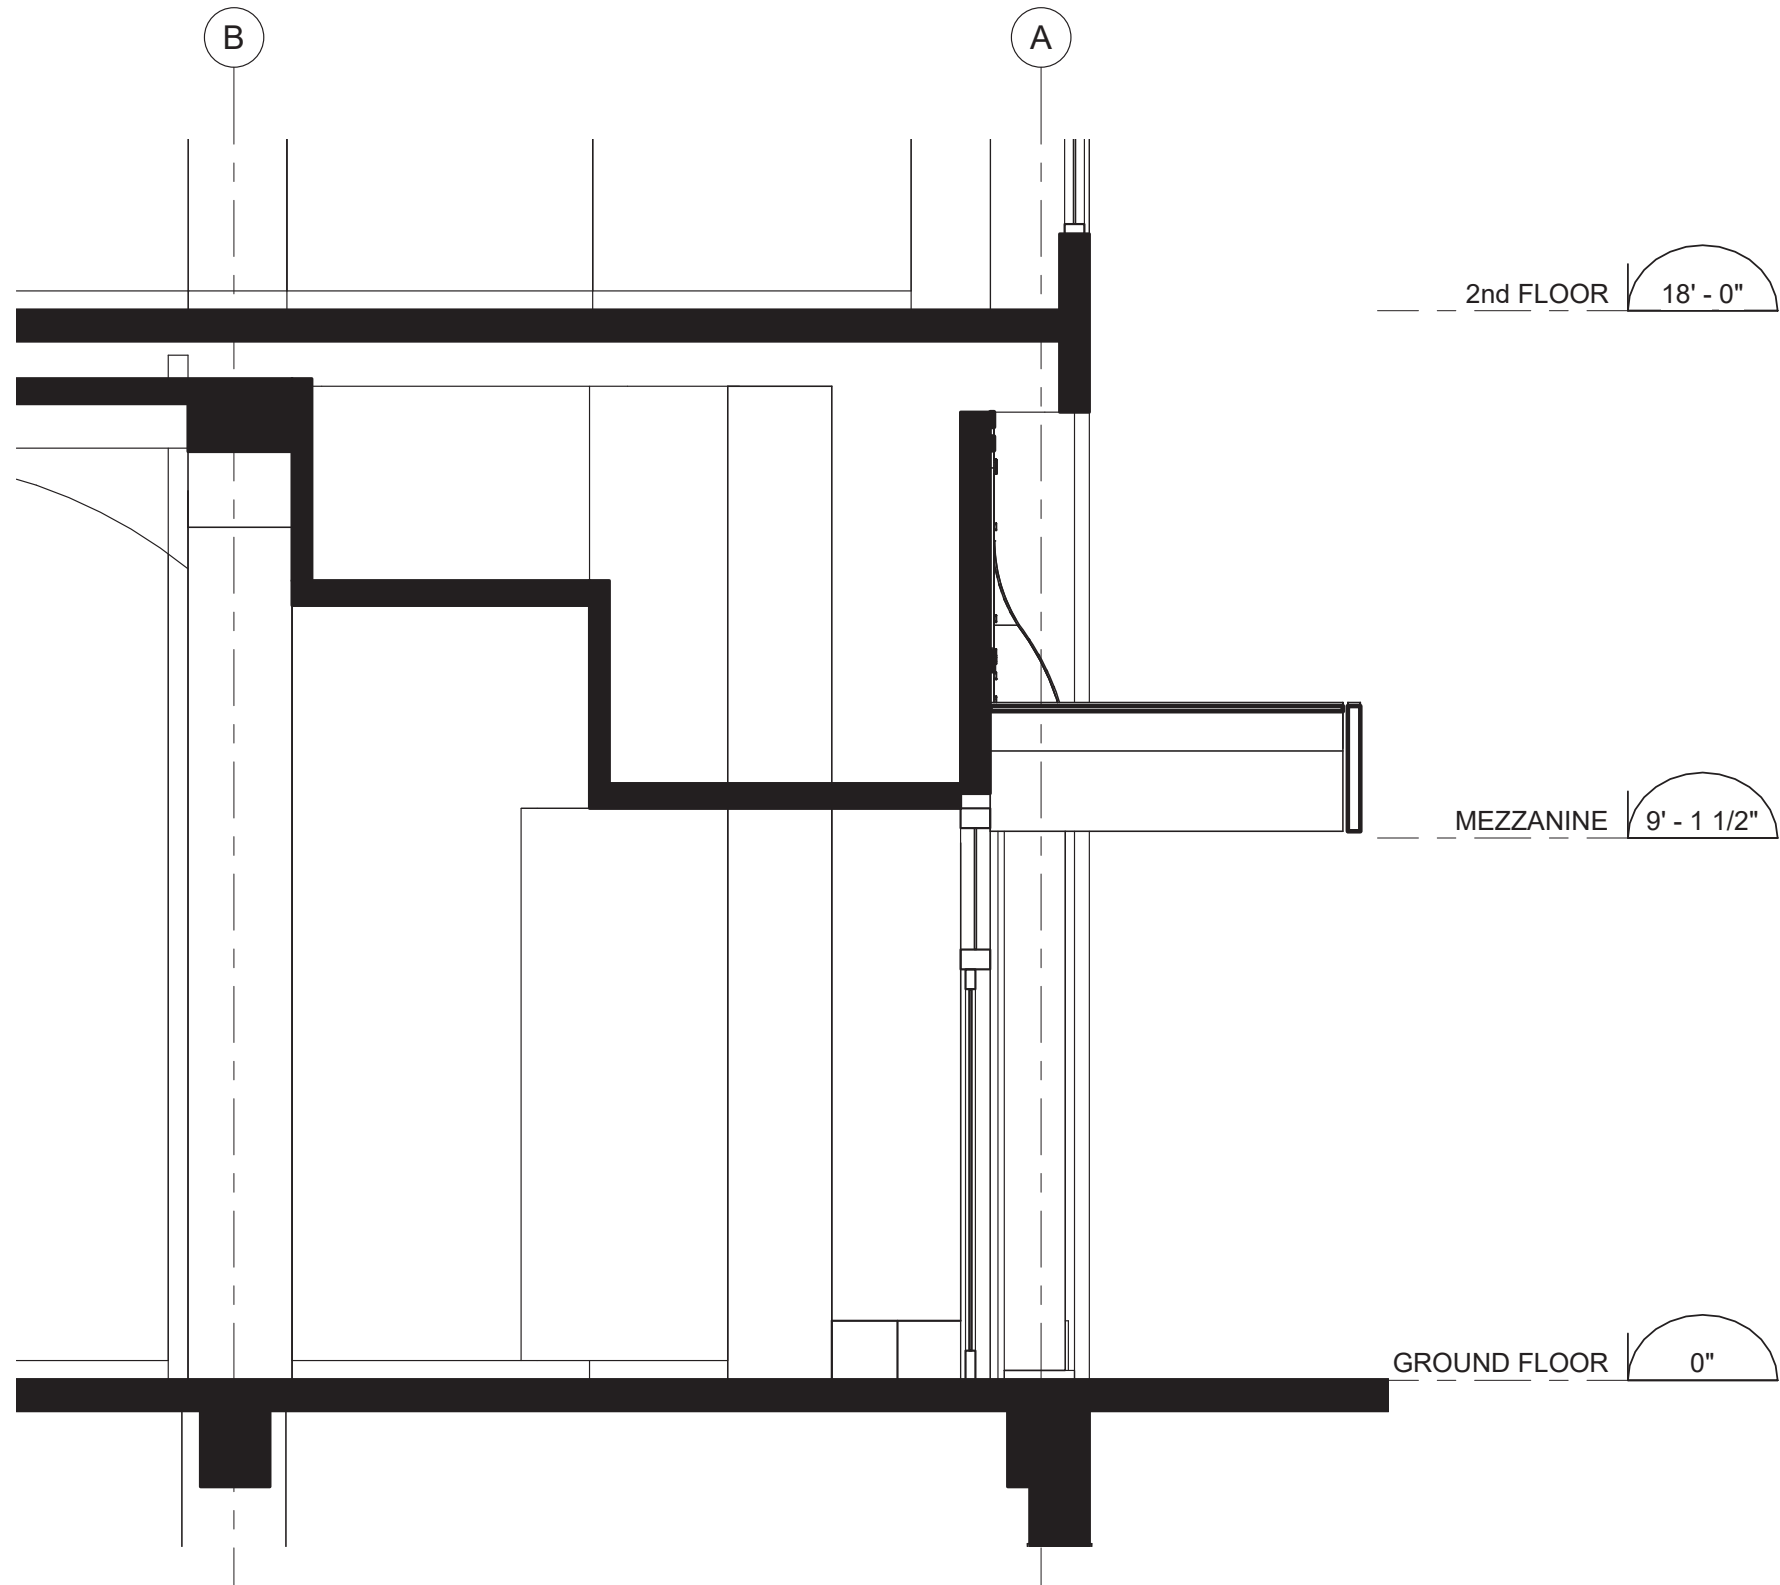 B
A
2nd FLOOR 18' - 0"
MEZZANINE 9' - 1 1/2"
GROUND FLOOR 0"